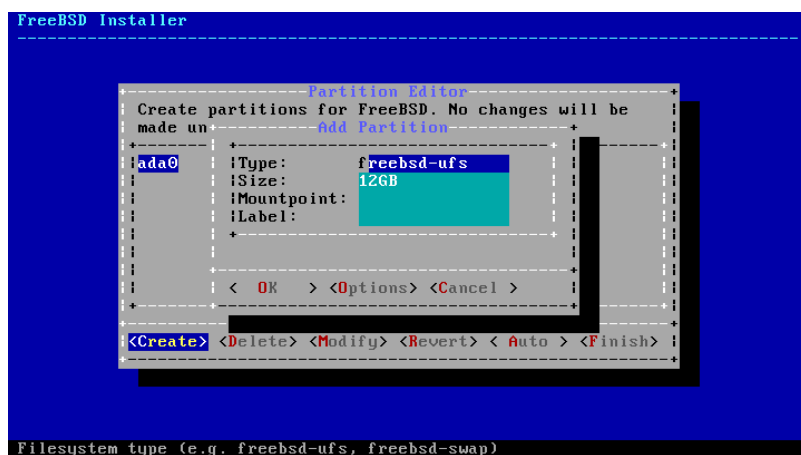 FreeBSD Installer
Partition Editor
Create partitions for FreeBSD. No changes will be
made un
Add Partition
ada0
Type: freebsd-ufs
Size: 12GB
Mountpoint:
Label:
< OK > <Options> <Cancel >
<Create> <Delete> <Modify> <Revert> < Auto > <Finish>
Filesystem type (e.g. freebsd-ufs, freebsd-swap)